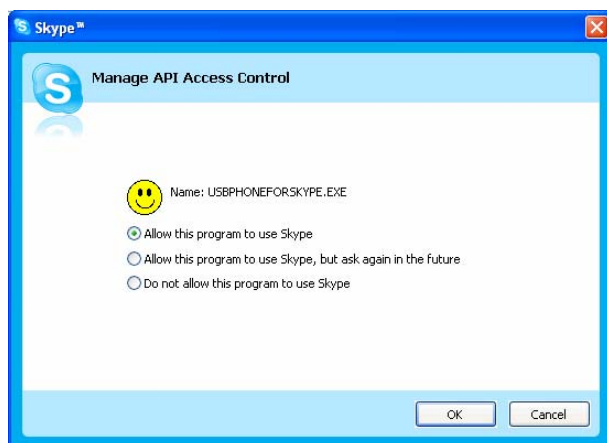 Skype™
Manage API Access Control
Name: USBPHONEFORSKYPE.EXE
Allow this program to use Skype
Allow this program to use Skype, but ask again in the future
Do not allow this program to use Skype
OK Cancel